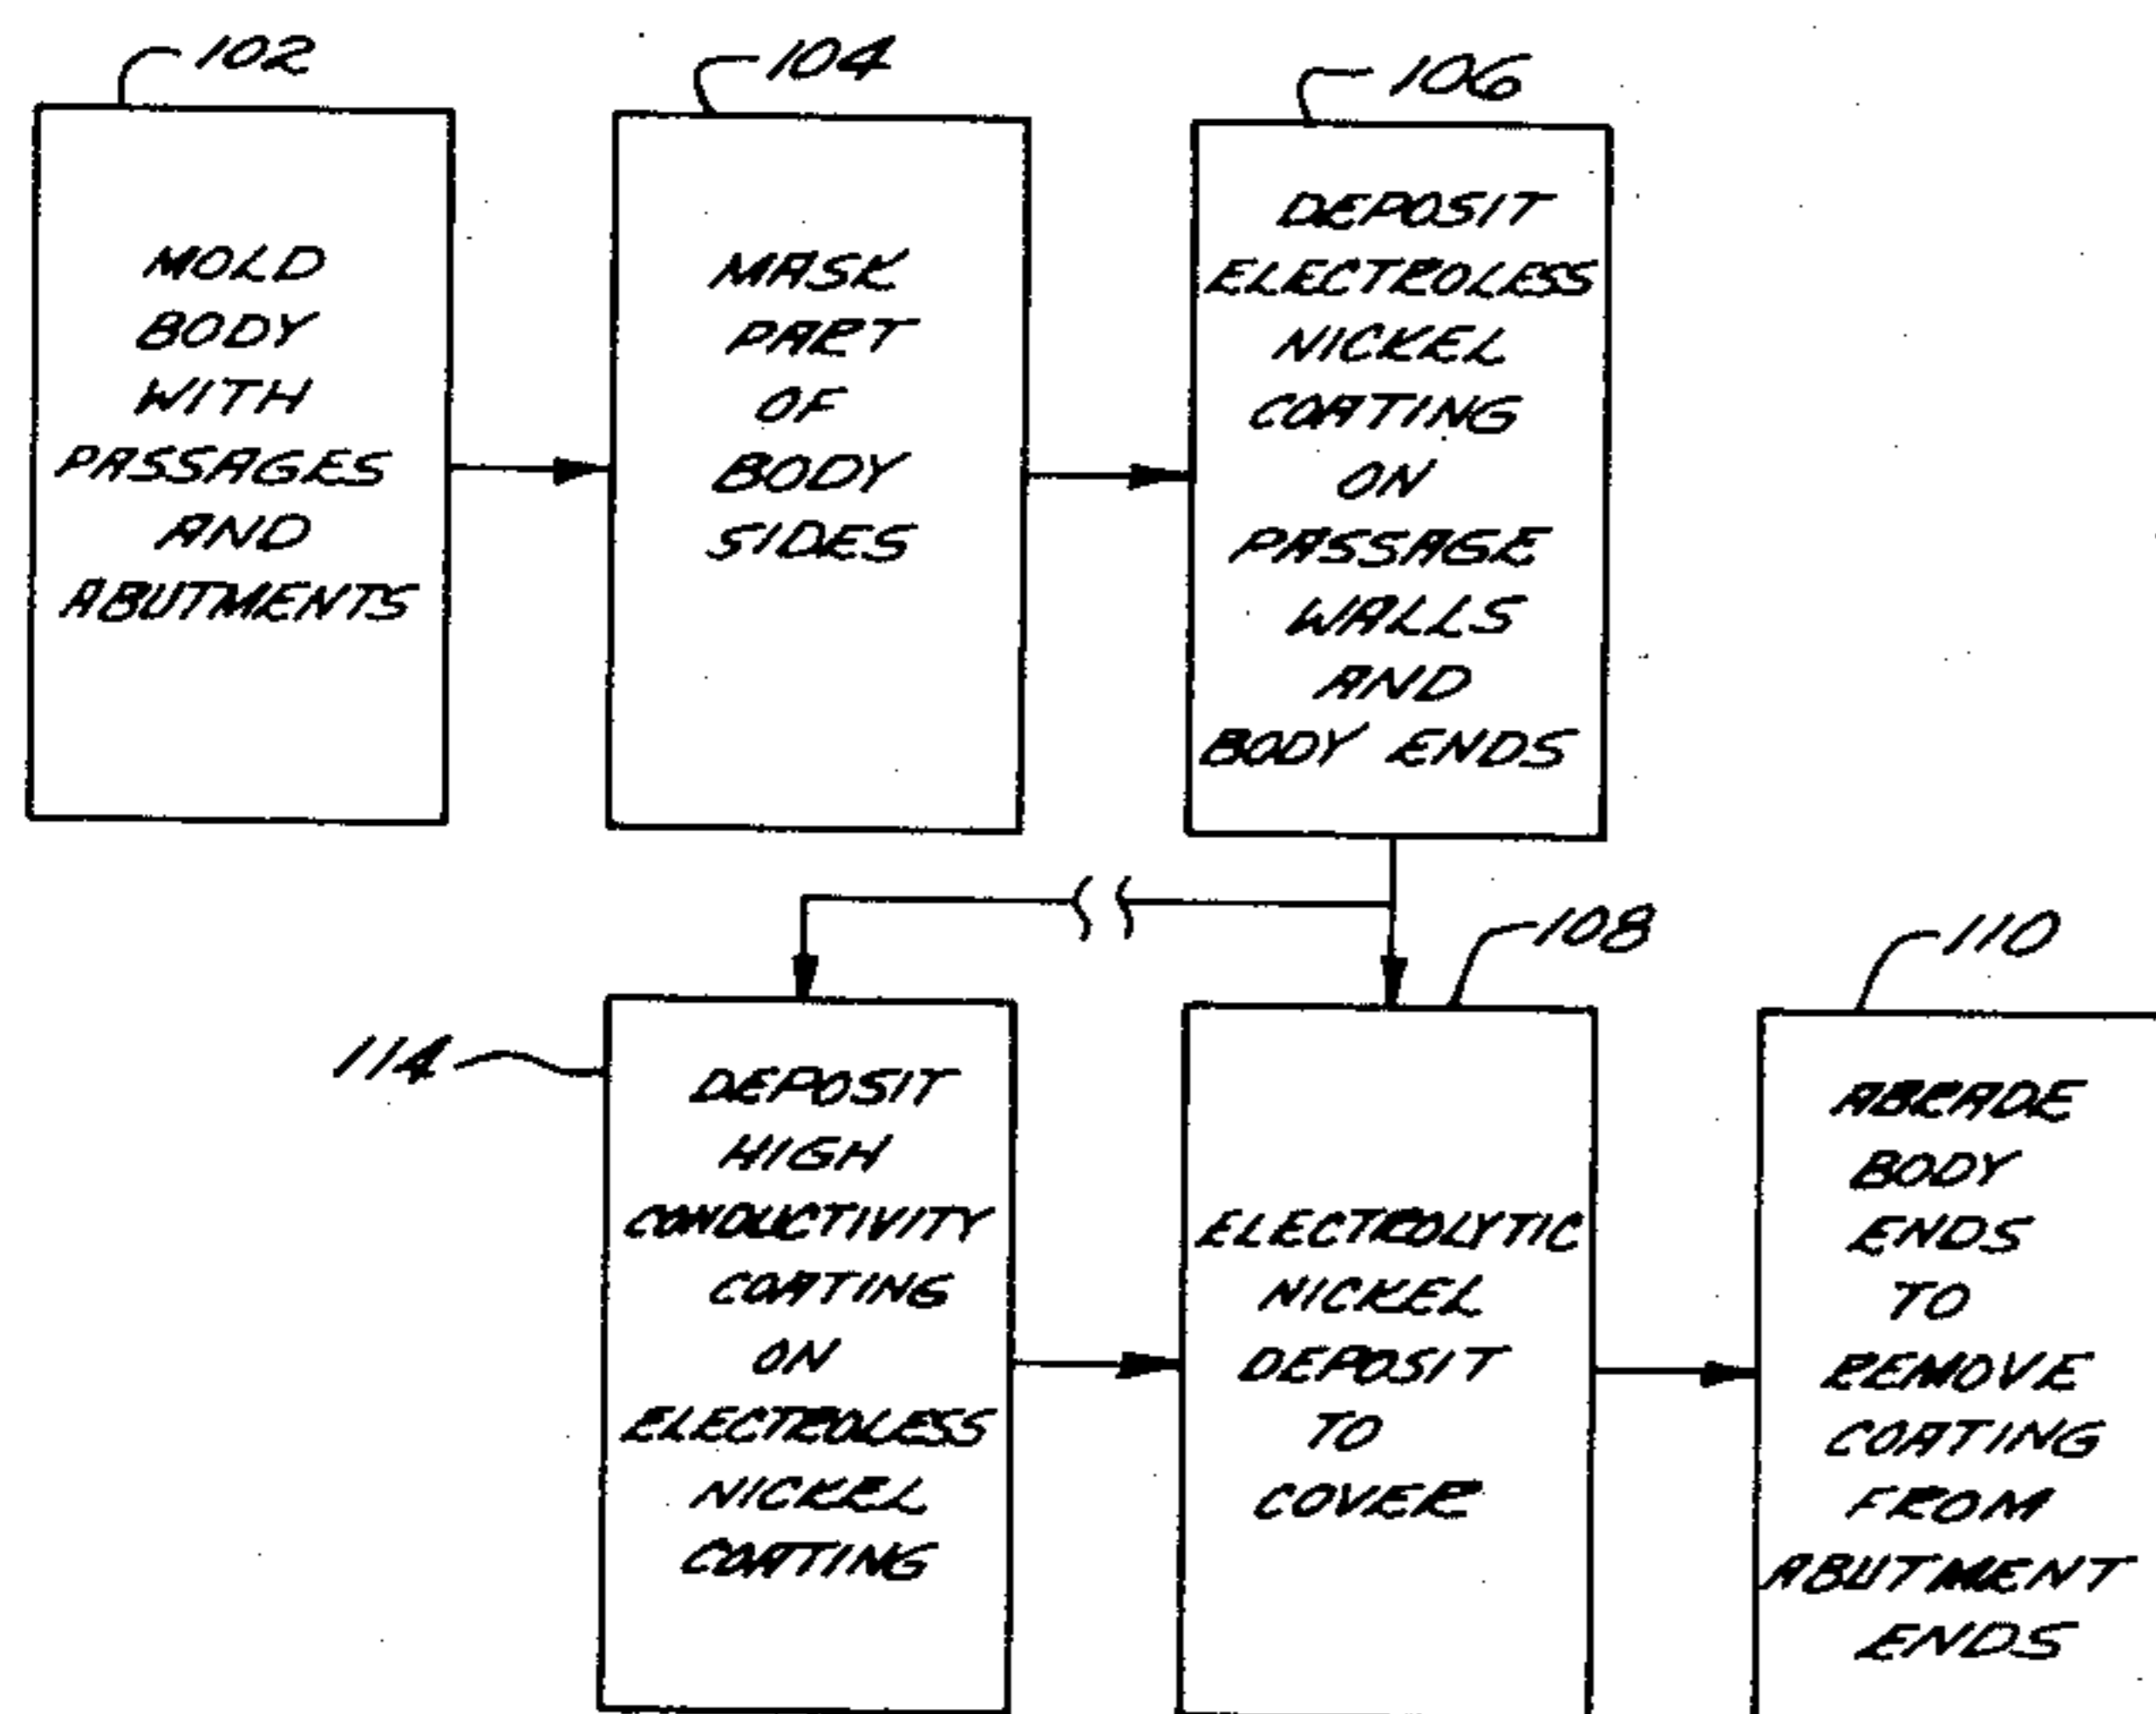 102
MOLD
BODY
WITH
PASSAGES
AND
ABUTMENTS
104
MASK
PART
OF
BODY
SIDES
106
DEPOSIT
ELECTROLESS
NICKEL
COATING
ON
PASSAGE
WALLS
AND
BODY ENDS
114
DEPOSIT
HIGH
CONDUCTIVITY
COATING
ON
ELECTROLESS
NICKEL
COATING
108
ELECTROLYTIC
NICKEL
DEPOSIT
TO
COVER
110
ABRADE
BODY
ENDS
TO
REMOVE
COATING
FROM
ABUTMENT
ENDS